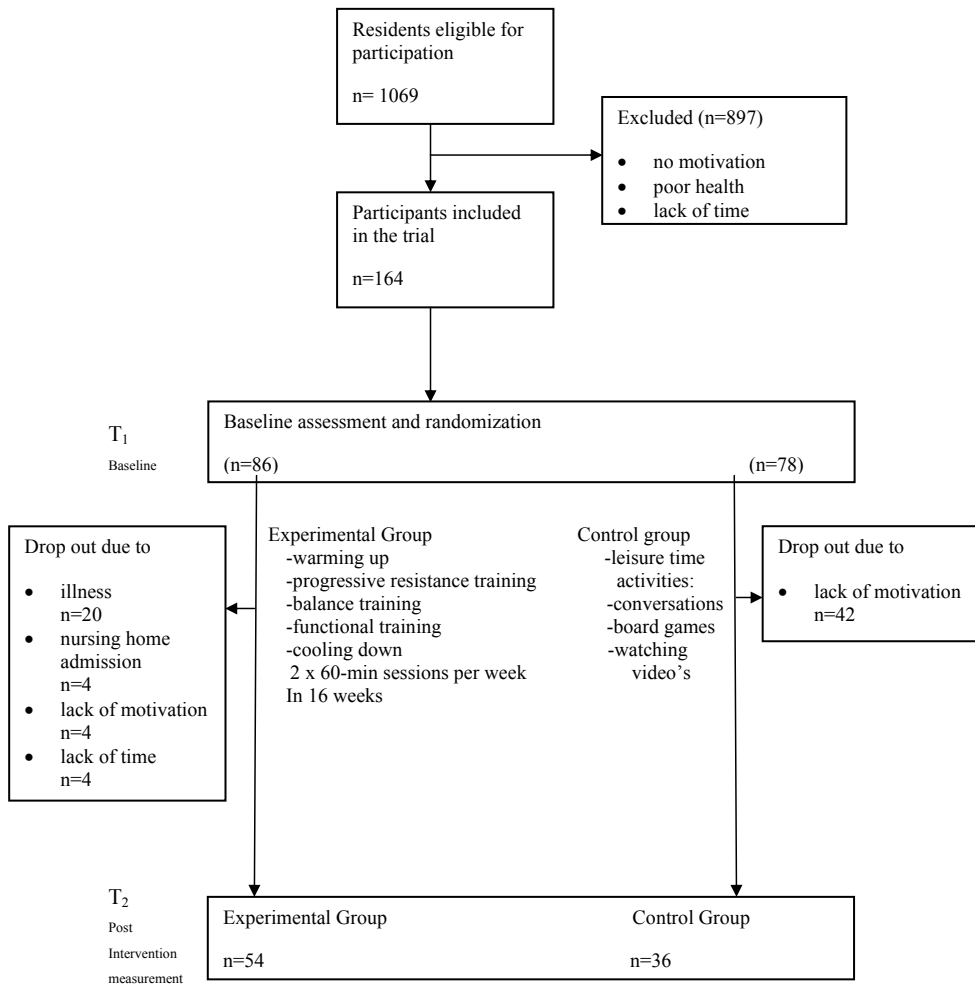 Residents eligible for
participation
n= 1069
Excluded (n=897)
• no motivation
• poor health
• lack of time
Participants included
in the trial
n=164
T1
Baseline
Baseline assessment and randomization
(n=86)
(n=78)
Drop out due to
• illness
n=20
• nursing home
admission
n=4
• lack of motivation
n=4
• lack of time
n=4
Experimental Group
-warming up
-progressive resistance training
-balance training
-functional training
-cooling down
2 x 60-min sessions per week
In 16 weeks
Control group
-leisure time
activities:
-conversations
-board games
-watching
video’s
Drop out due to
• lack of motivation
n=42
T2
Post
Intervention
measurement
Experimental Group
n=54
Control Group
n=36